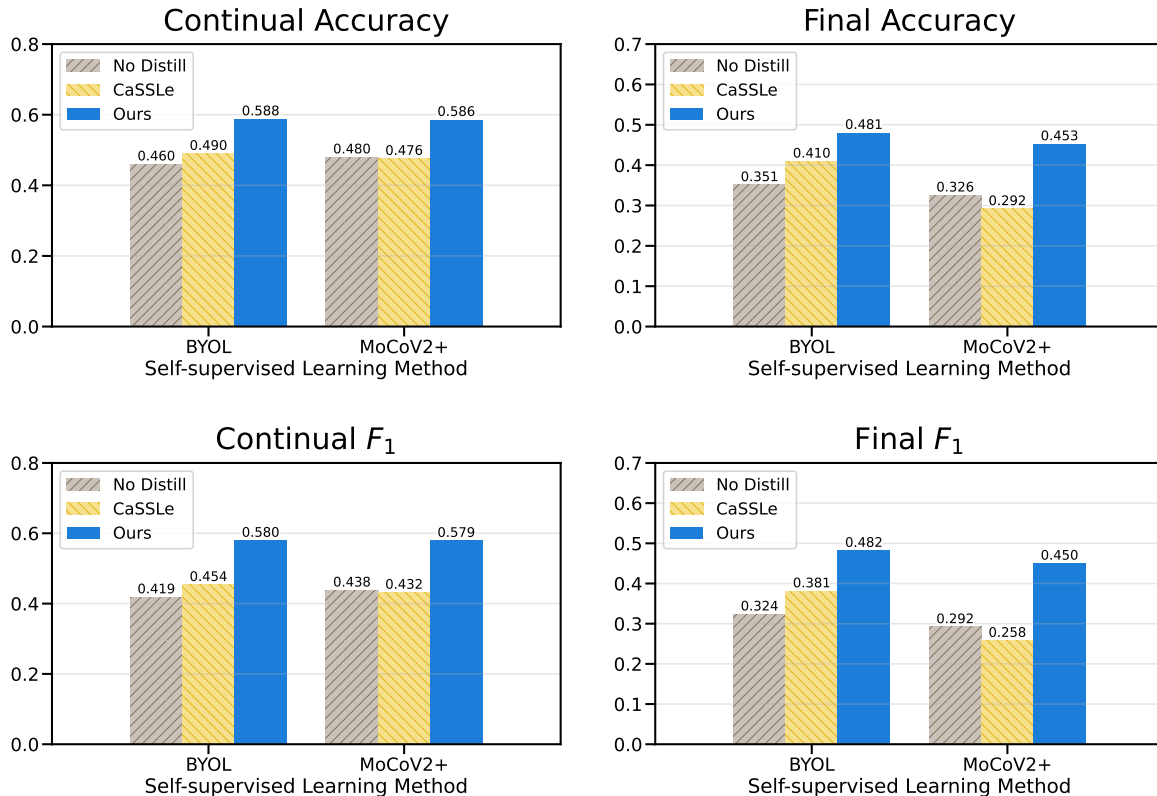 Continual Accuracy
0.8
0.6
0.4
0.2
0.0
No Distill
CaSSLe
Ours
0.460
0.490
0.588
0.480
0.476
0.586
BYOL
MoCoV2+
Self-supervised Learning Method
Final Accuracy
0.7
0.6
0.5
0.4
0.3
0.2
0.1
0.0
No Distill
CaSSLe
Ours
0.351
0.410
0.481
0.326
0.292
0.453
BYOL
MoCoV2+
Self-supervised Learning Method
Continual F1
0.8
0.6
0.4
0.2
0.0
No Distill
CaSSLe
Ours
0.419
0.454
0.580
0.438
0.432
0.579
BYOL
MoCoV2+
Self-supervised Learning Method
Final F1
0.7
0.6
0.5
0.4
0.3
0.2
0.1
0.0
No Distill
CaSSLe
Ours
0.324
0.381
0.482
0.292
0.258
0.450
BYOL
MoCoV2+
Self-supervised Learning Method